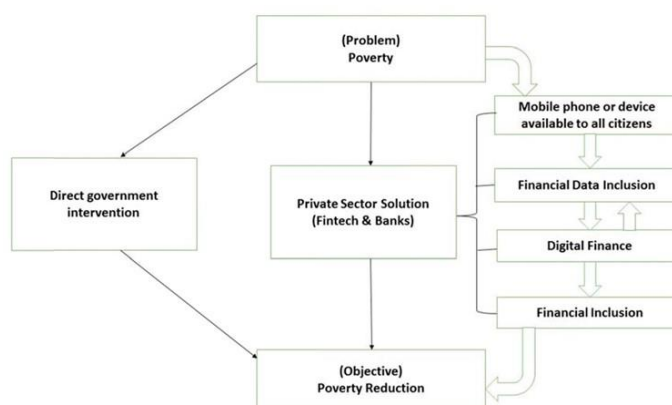 (Problem)
Poverty
Mobile phone or device
available to all citizens
Direct government
intervention
Private Sector Solution
(Fintech & Banks)
Financial Data Inclusion
Digital Finance
Financial Inclusion
(Objective)
Poverty Reduction